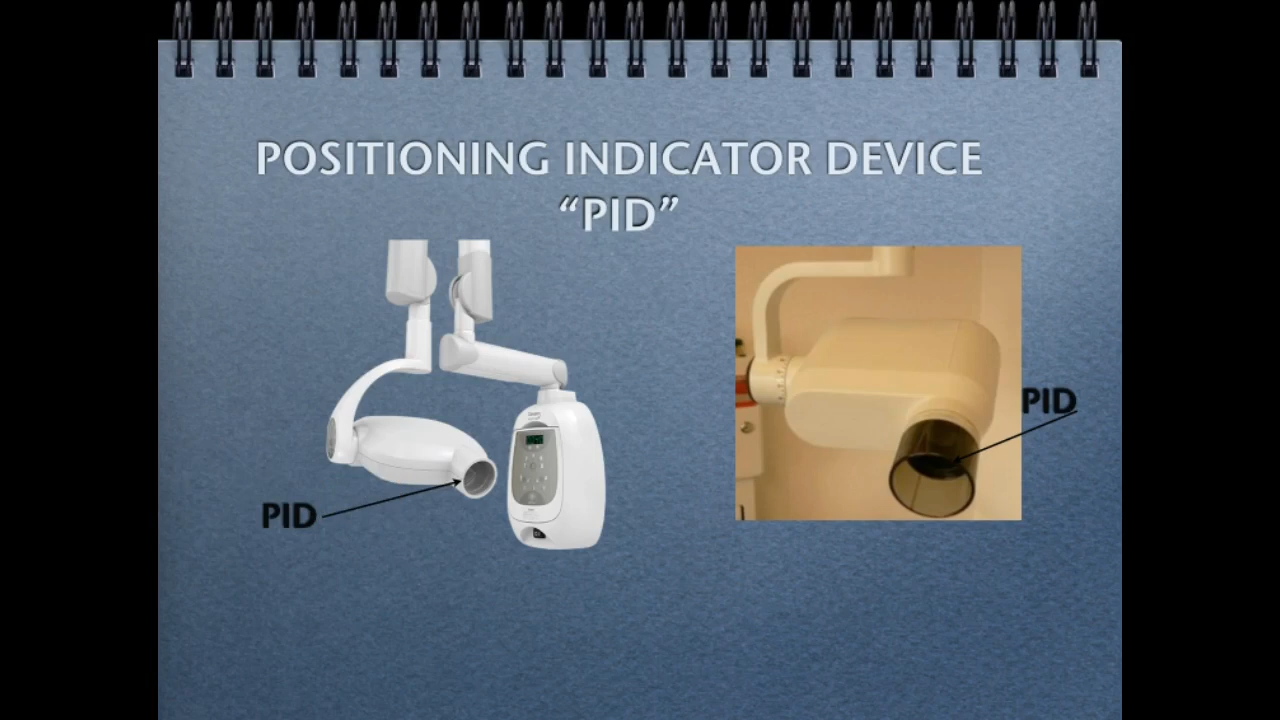 POSITIONING INDICATOR DEVICE
“PID”
PID
PID